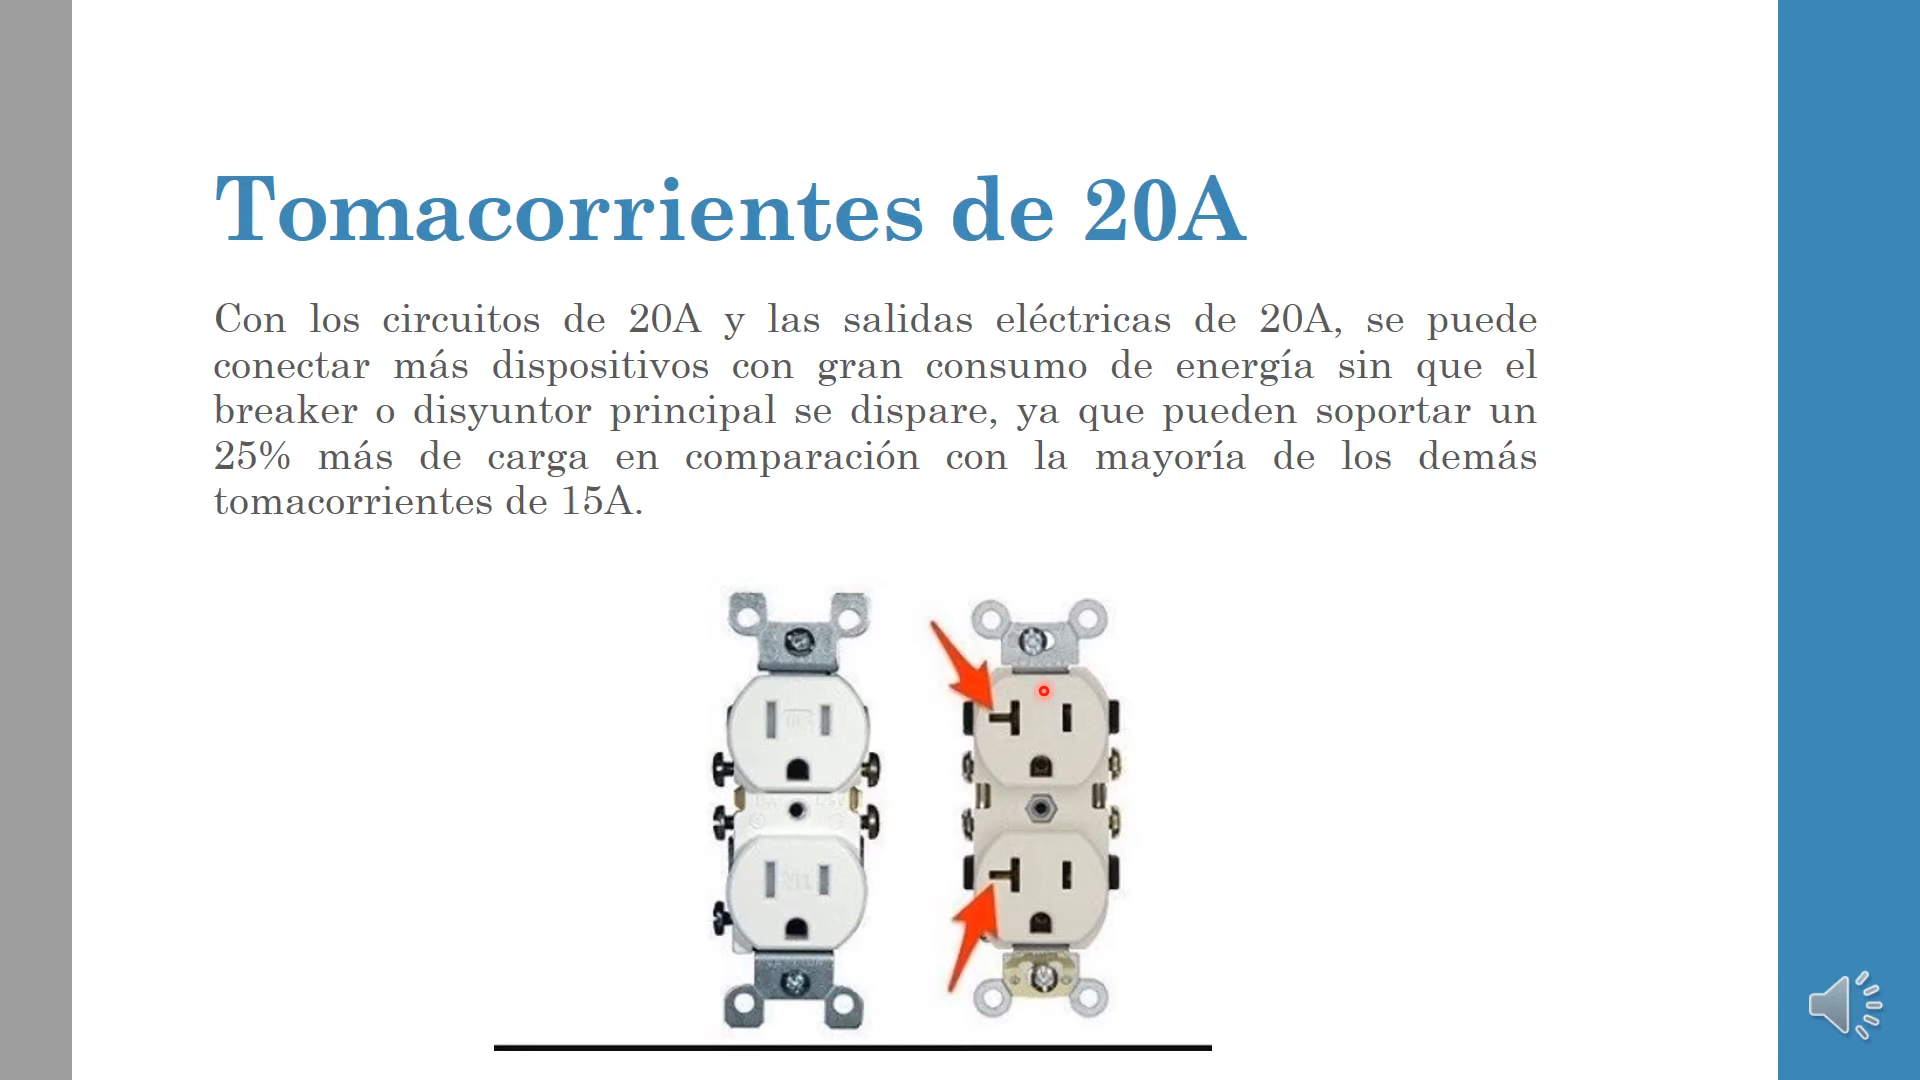 Tomacorrientes de 20A
Con los circuitos de 20A y las salidas eléctricas de 20A, se puede
conectar más dispositivos con gran consumo de energía sin que el
breaker o disyuntor principal se dispare, ya que pueden soportar un
25% más de carga en comparación con la mayoría de los demás
tomacorrientes de 15A.